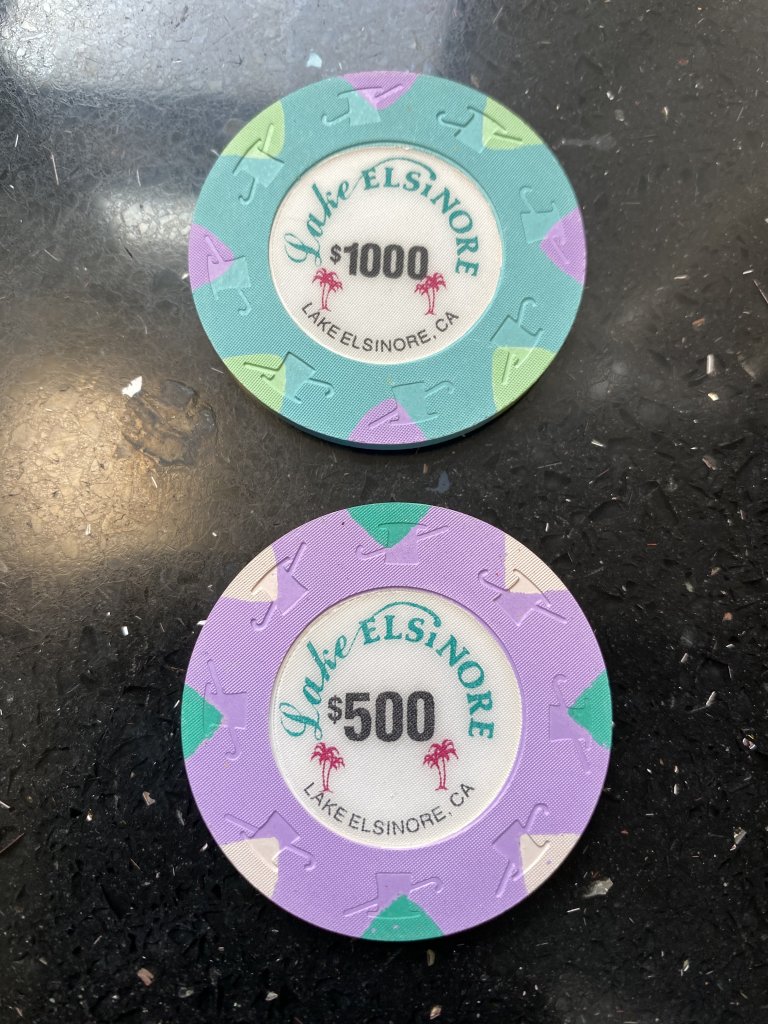 Lake ELSiNORE
$1000
LAKE ELSINORE, CA
Lake ELSiNORE
$500
LAKE ELSINORE, CA